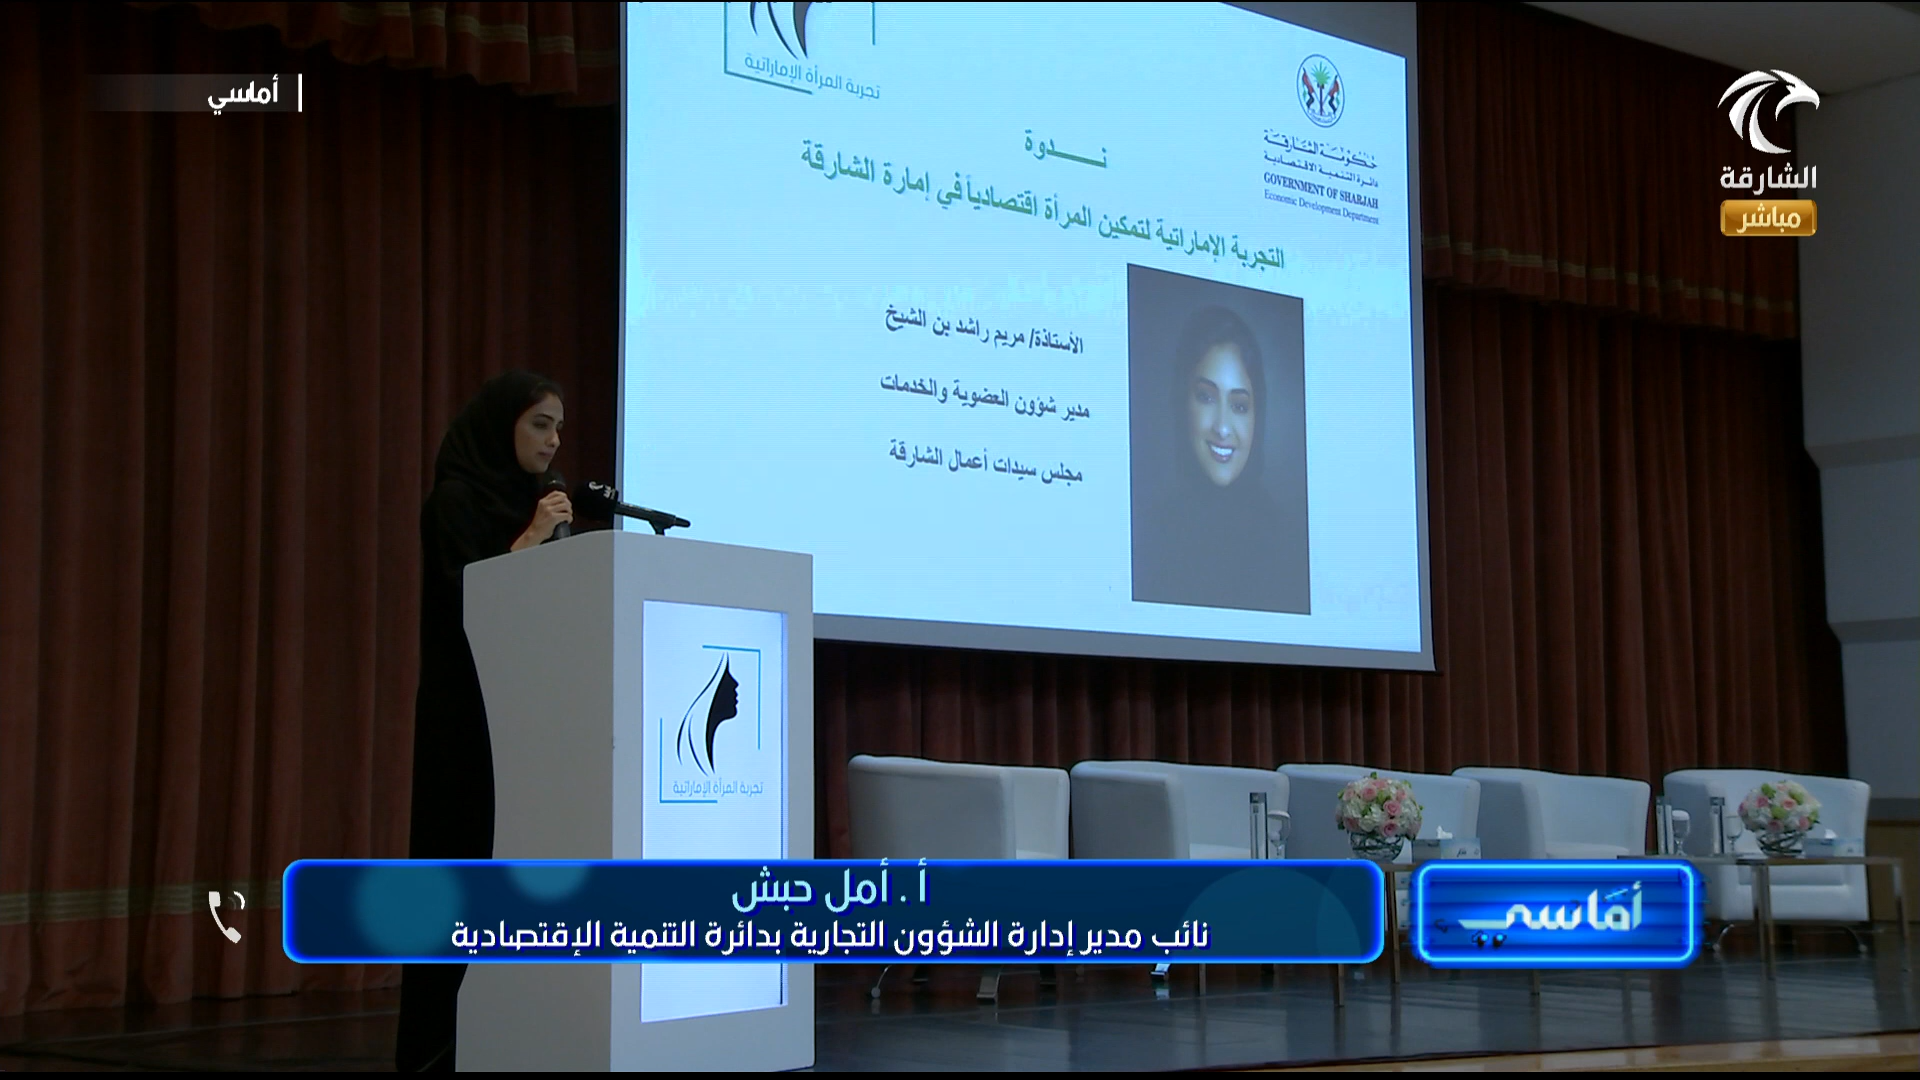 أماسي
الشارقة
مباشر
تجربة المرأة الإماراتية
حكومة الشارقة
دائرة التنمية الاقتصادية
GOVERNMENT OF SHARJAH
Economic Development Department
نـــدوة
التجربة الإماراتية لتمكين المرأة اقتصادياً في إمارة الشارقة
الأستاذة/ مريم راشد بن الشيخ
مدير شؤون العضوية والخدمات
مجلس سيدات أعمال الشارقة
تجربة المرأة الإماراتية
أ . أمل حبش
نائب مدير إدارة الشؤون التجارية بدائرة التنمية الإقتصادية
أماسي